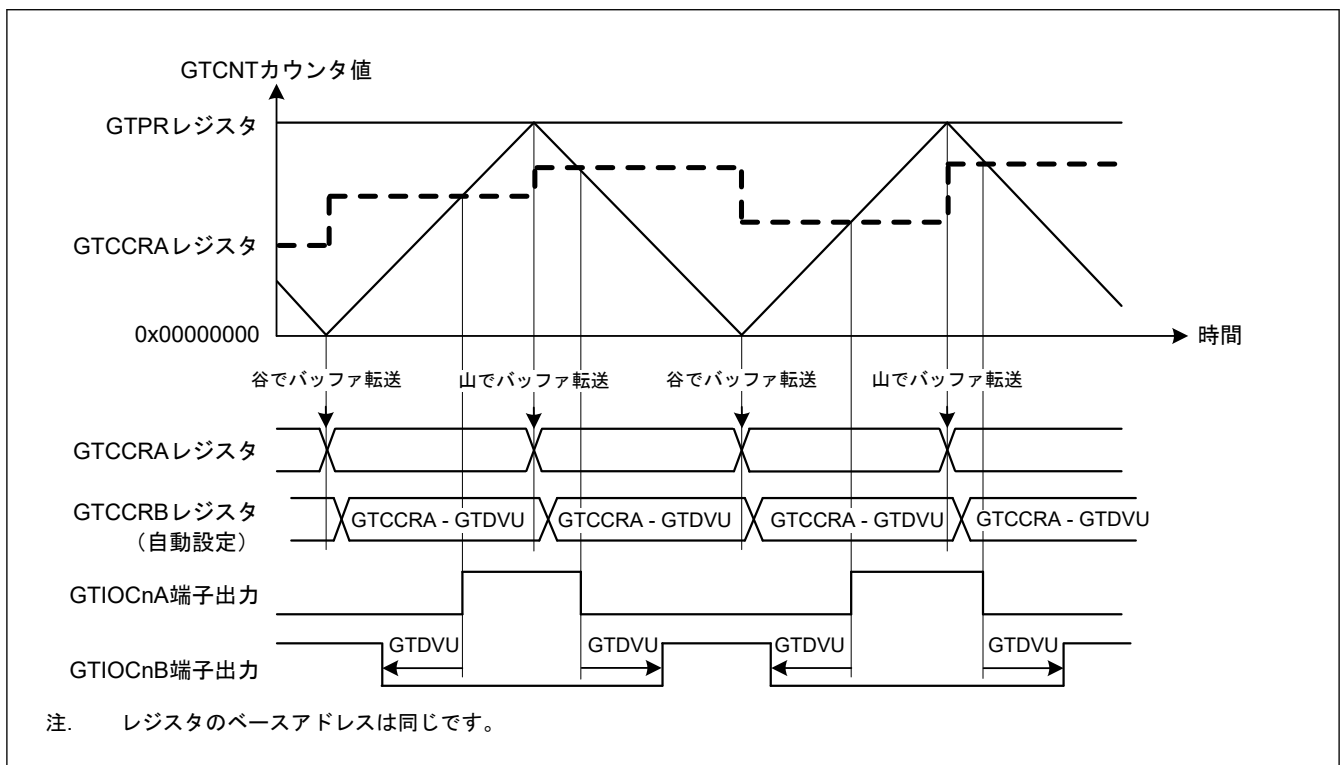 GTCNTカウンタ値
GTPRレジスタ
GTCCRAレジスタ
0x00000000
時間
谷でバッファ転送 山でバッファ転送 谷でバッファ転送 山でバッファ転送
GTCCRAレジスタ
GTCCRBレジスタ
（自動設定）
GTCCRA - GTDVU GTCCRA - GTDVU GTCCRA - GTDVU GTCCRA - GTDVU
GTIOCnA端子出力
GTDVU GTDVU GTDVU GTDVU
GTIOCnB端子出力
注. レジスタのベースアドレスは同じです。